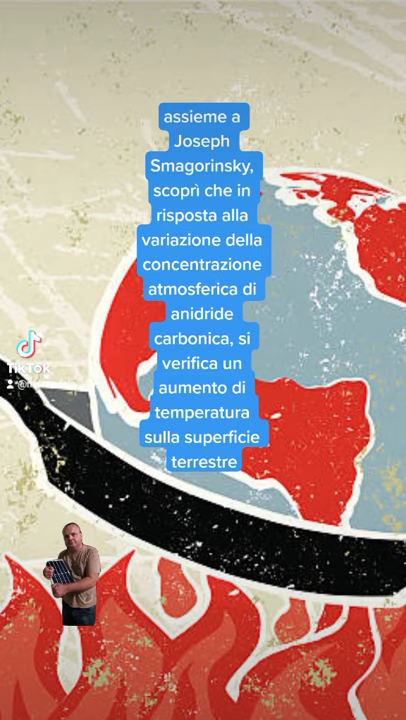 assieme a
Joseph
Smagorinsky,
scoprì che in
risposta alla
variazione della
concentrazione
atmosferica di
anidride
carbonica, si
verifica un
aumento di
temperatura
sulla superficie
terrestre
TikTok